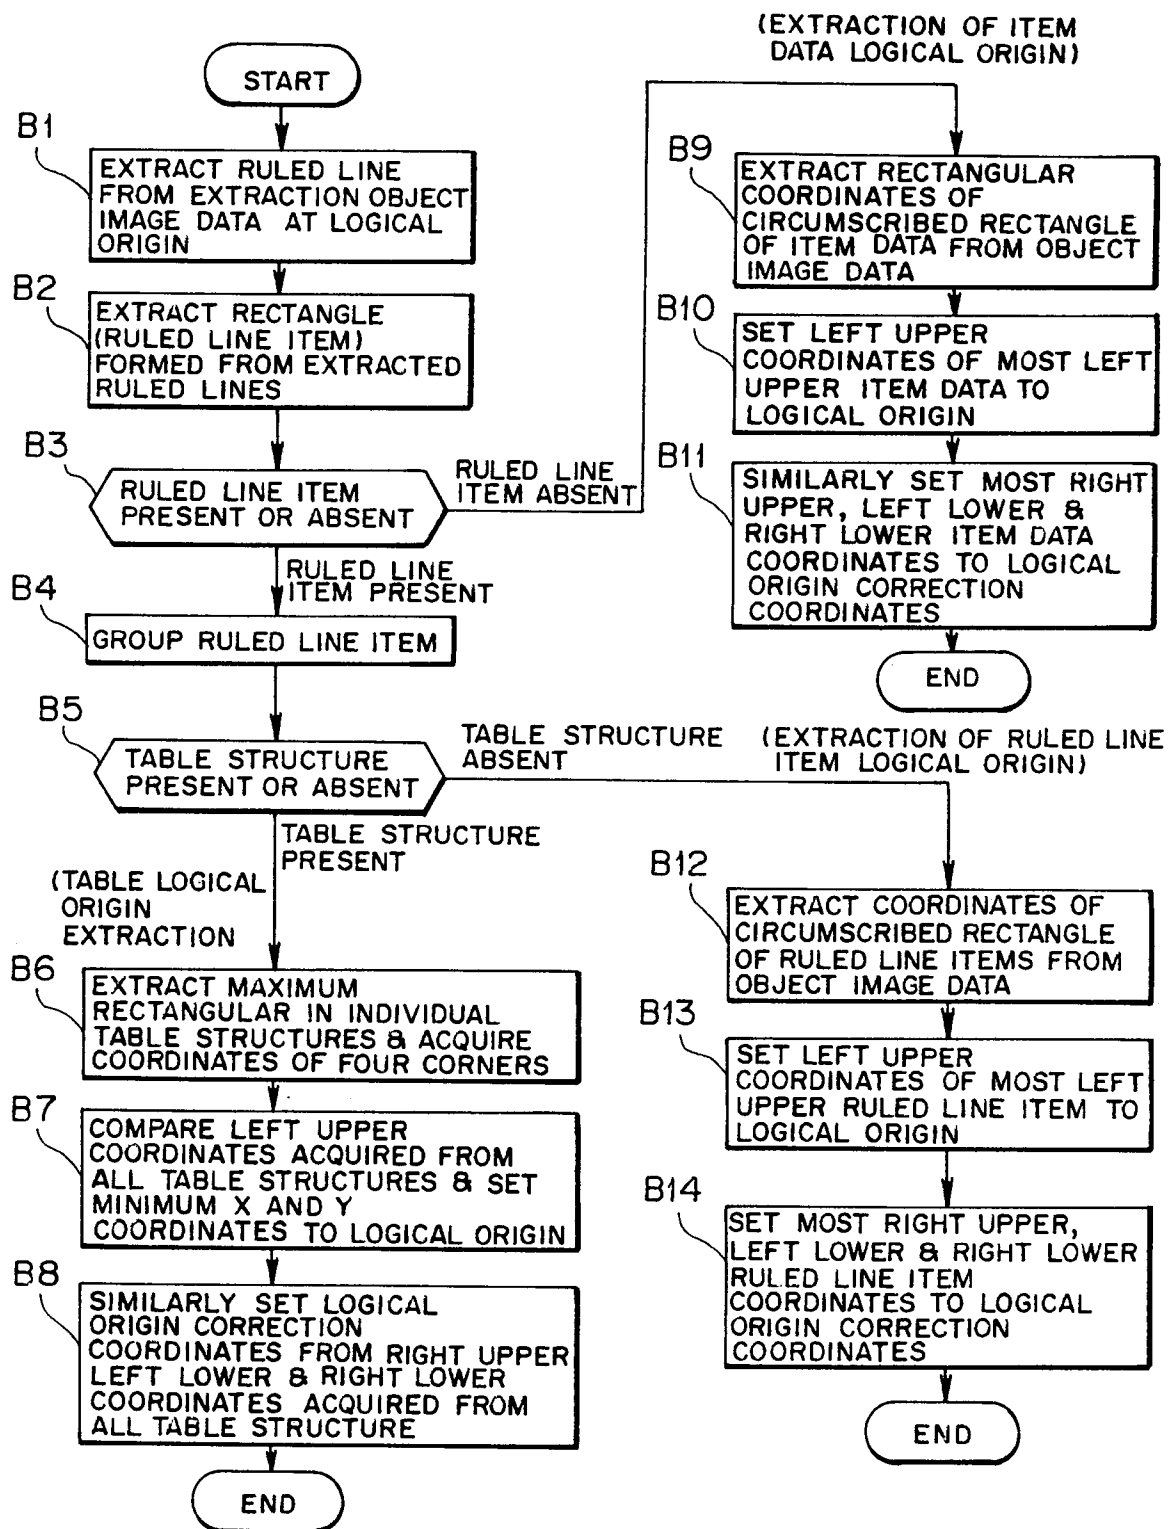 START
B1
EXTRACT RULED LINE
FROM EXTRACTION OBJECT
IMAGE DATA AT LOGICAL
ORIGIN
B2
EXTRACT RECTANGLE
(RULED LINE ITEM)
FORMED FROM EXTRACTED
RULED LINES
B3
RULED LINE ITEM
PRESENT OR ABSENT
RULED LINE
ITEM ABSENT
RULED LINE
ITEM PRESENT
B4
GROUP RULED LINE ITEM
B5
TABLE STRUCTURE
PRESENT OR ABSENT
TABLE STRUCTURE
ABSENT
TABLE STRUCTURE
PRESENT
(TABLE LOGICAL
ORIGIN
EXTRACTION)
B6
EXTRACT MAXIMUM
RECTANGULAR IN INDIVIDUAL
TABLE STRUCTURES & ACQUIRE
COORDINATES OF FOUR CORNERS
B7
COMPARE LEFT UPPER
COORDINATES ACQUIRED FROM
ALL TABLE STRUCTURES & SET
MINIMUM X AND Y
COORDINATES TO LOGICAL ORIGIN
B8
SIMILARLY SET LOGICAL
ORIGIN CORRECTION
COORDINATES FROM RIGHT UPPER
LEFT LOWER & RIGHT LOWER
COORDINATES ACQUIRED FROM
ALL TABLE STRUCTURE
END
(EXTRACTION OF ITEM
DATA LOGICAL ORIGIN)
B9
EXTRACT RECTANGULAR
COORDINATES OF
CIRCUMSCRIBED RECTANGLE
OF ITEM DATA FROM OBJECT
IMAGE DATA
B10
SET LEFT UPPER
COORDINATES OF MOST LEFT
UPPER ITEM DATA TO
LOGICAL ORIGIN
B11
SIMILARLY SET MOST RIGHT
UPPER, LEFT LOWER &
RIGHT LOWER ITEM DATA
COORDINATES TO LOGICAL
ORIGIN CORRECTION
COORDINATES
END
(EXTRACTION OF RULED LINE
ITEM LOGICAL ORIGIN)
B12
EXTRACT COORDINATES OF
CIRCUMSCRIBED RECTANGLE
OF RULED LINE ITEMS FROM
OBJECT IMAGE DATA
B13
SET LEFT UPPER
COORDINATES OF MOST LEFT
UPPER RULED LINE ITEM TO
LOGICAL ORIGIN
B14
SET MOST RIGHT UPPER,
LEFT LOWER & RIGHT LOWER
RULED LINE ITEM
COORDINATES TO LOGICAL
ORIGIN CORRECTION
COORDINATES
END